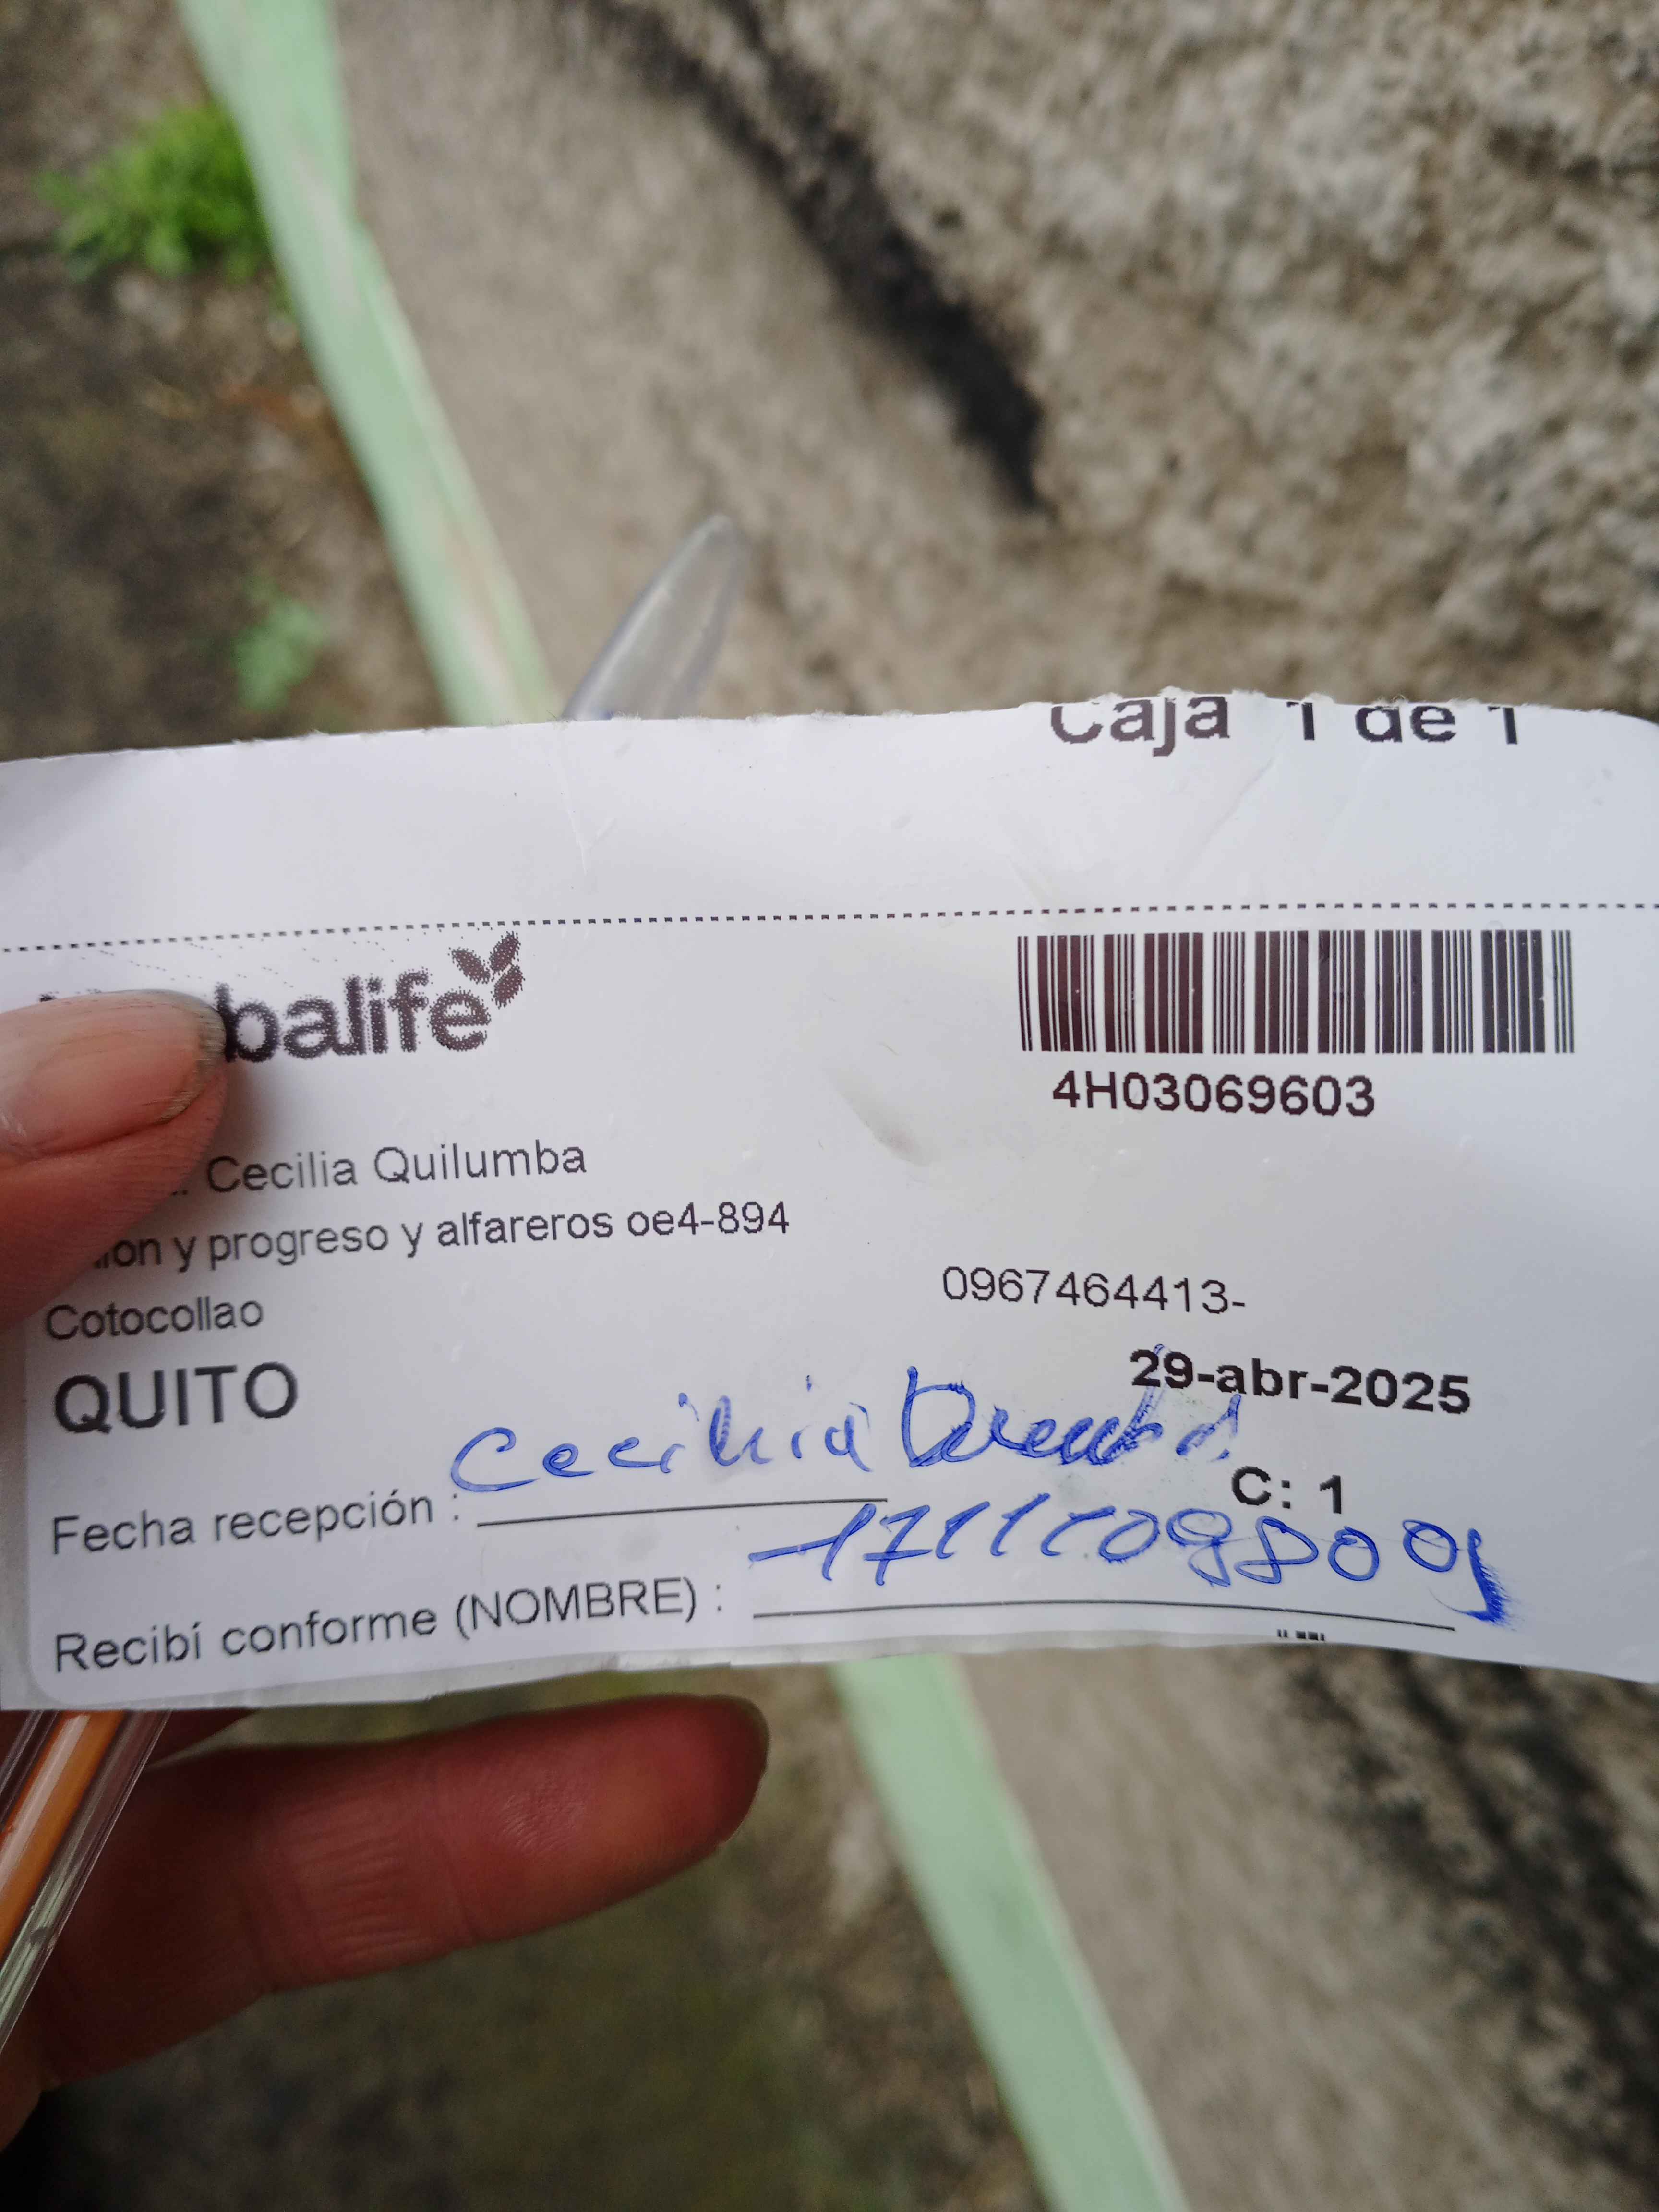 Caja 1 de 1
balife
4H03069603
Cecilia Quilumba
y progreso y alfareros oe4-894
0967464413-
Cotocollao
29-abr-2025
QUITO
Cecilia
C: 1
Fecha recepción :
Recibí conforme (NOMBRE) :